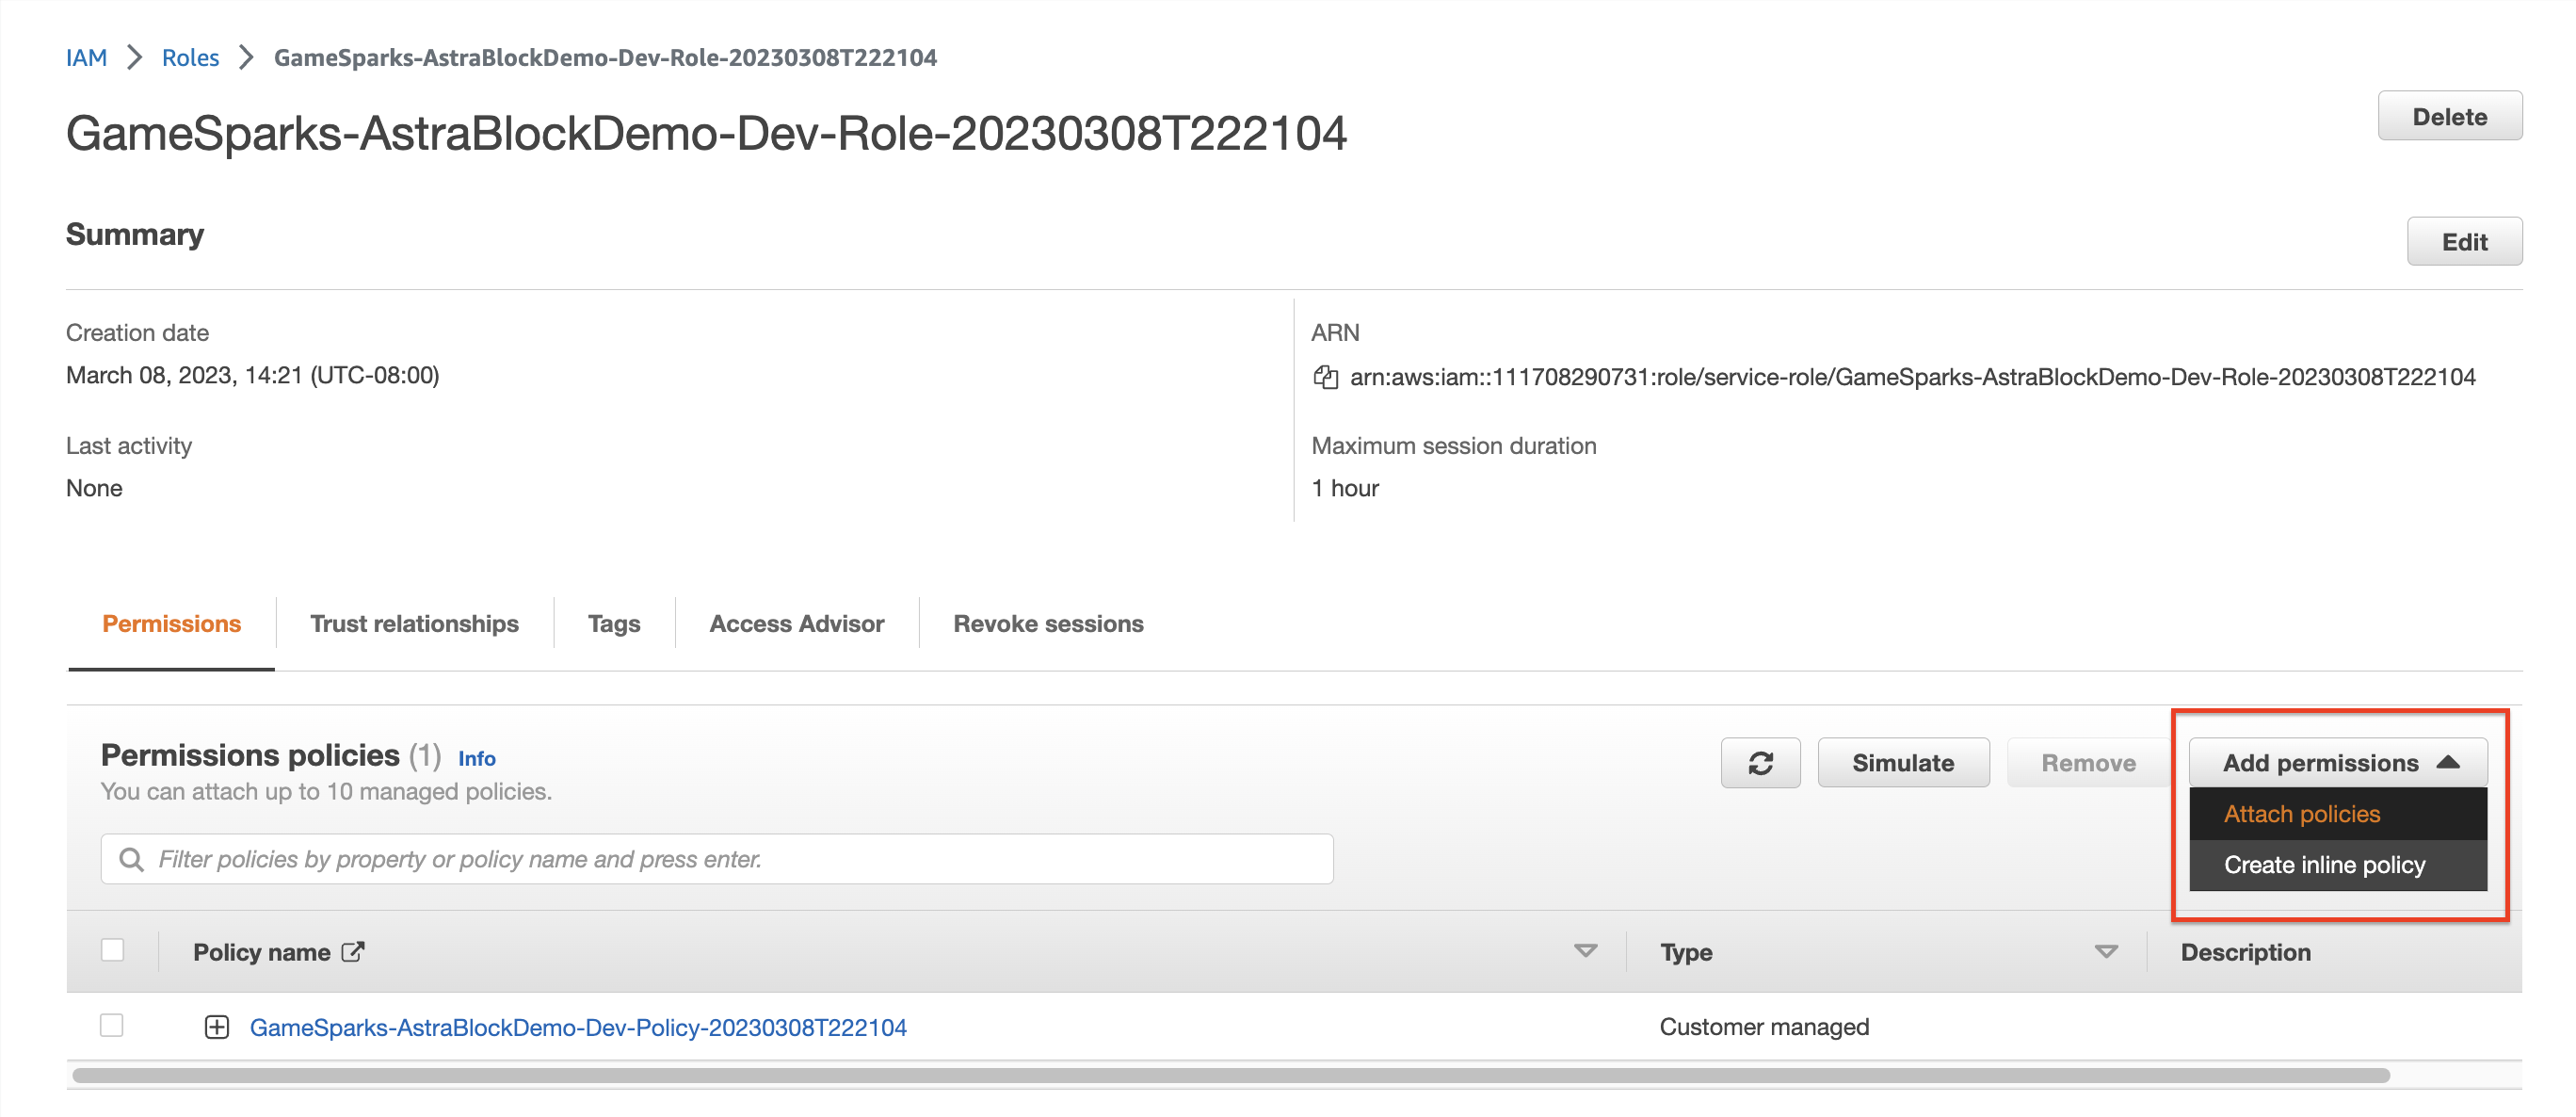 IAM > Roles > GameSparks-AstraBlockDemo-Dev-Role-20230308T222104
GameSparks-AstraBlockDemo-Dev-Role-20230308T222104
Delete
Summary
Edit
Creation date
March 08, 2023, 14:21 (UTC-08:00)
ARN
arn:aws:iam::111708290731:role/service-role/GameSparks-AstraBlockDemo-Dev-Role-20230308T222104
Last activity
None
Maximum session duration
1 hour
Permissions Trust relationships Tags Access Advisor Revoke sessions
Permissions policies (1) Info
You can attach up to 10 managed policies.
Simulate Remove Add permissions
Attach policies
Create inline policy
Filter policies by property or policy name and press enter.
Policy name Type Description
GameSparks-AstraBlockDemo-Dev-Policy-20230308T222104 Customer managed